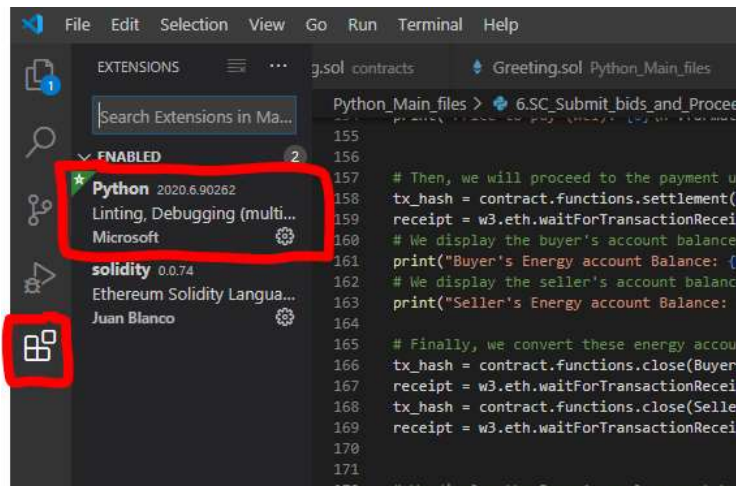 File Edit Selection View Go Run Terminal Help
EXTENSIONS ...
g.sol contracts Greeting.sol Python_Main_files
Search Extensions in Ma...
Python_Main_files > 6.SC_Submit_bids_and_Procee
ENABLED 2
Python 2020.6.90262
Linting, Debugging (multi...
Microsoft
solidity 0.0.74
Ethereum Solidity Langua...
Juan Blanco
1
155
156
157 # Then, we will proceed to the payment u
158 tx_hash = contract.functions.settlement(
159 receipt = w3.eth.waitForTransactionRecei
160 # We display the buyer's account balance
161 print("Buyer's Energy account Balance: {
162 # We display the seller's account balanc
163 print("Seller's Energy account Balance:
164
165 # Finally, we convert these energy accou
166 tx_hash = contract.functions.close(Buyer
167 receipt = w3.eth.waitForTransactionRecei
168 tx_hash = contract.functions.close(Selle
169 receipt = w3.eth.waitForTransactionRecei
170
171